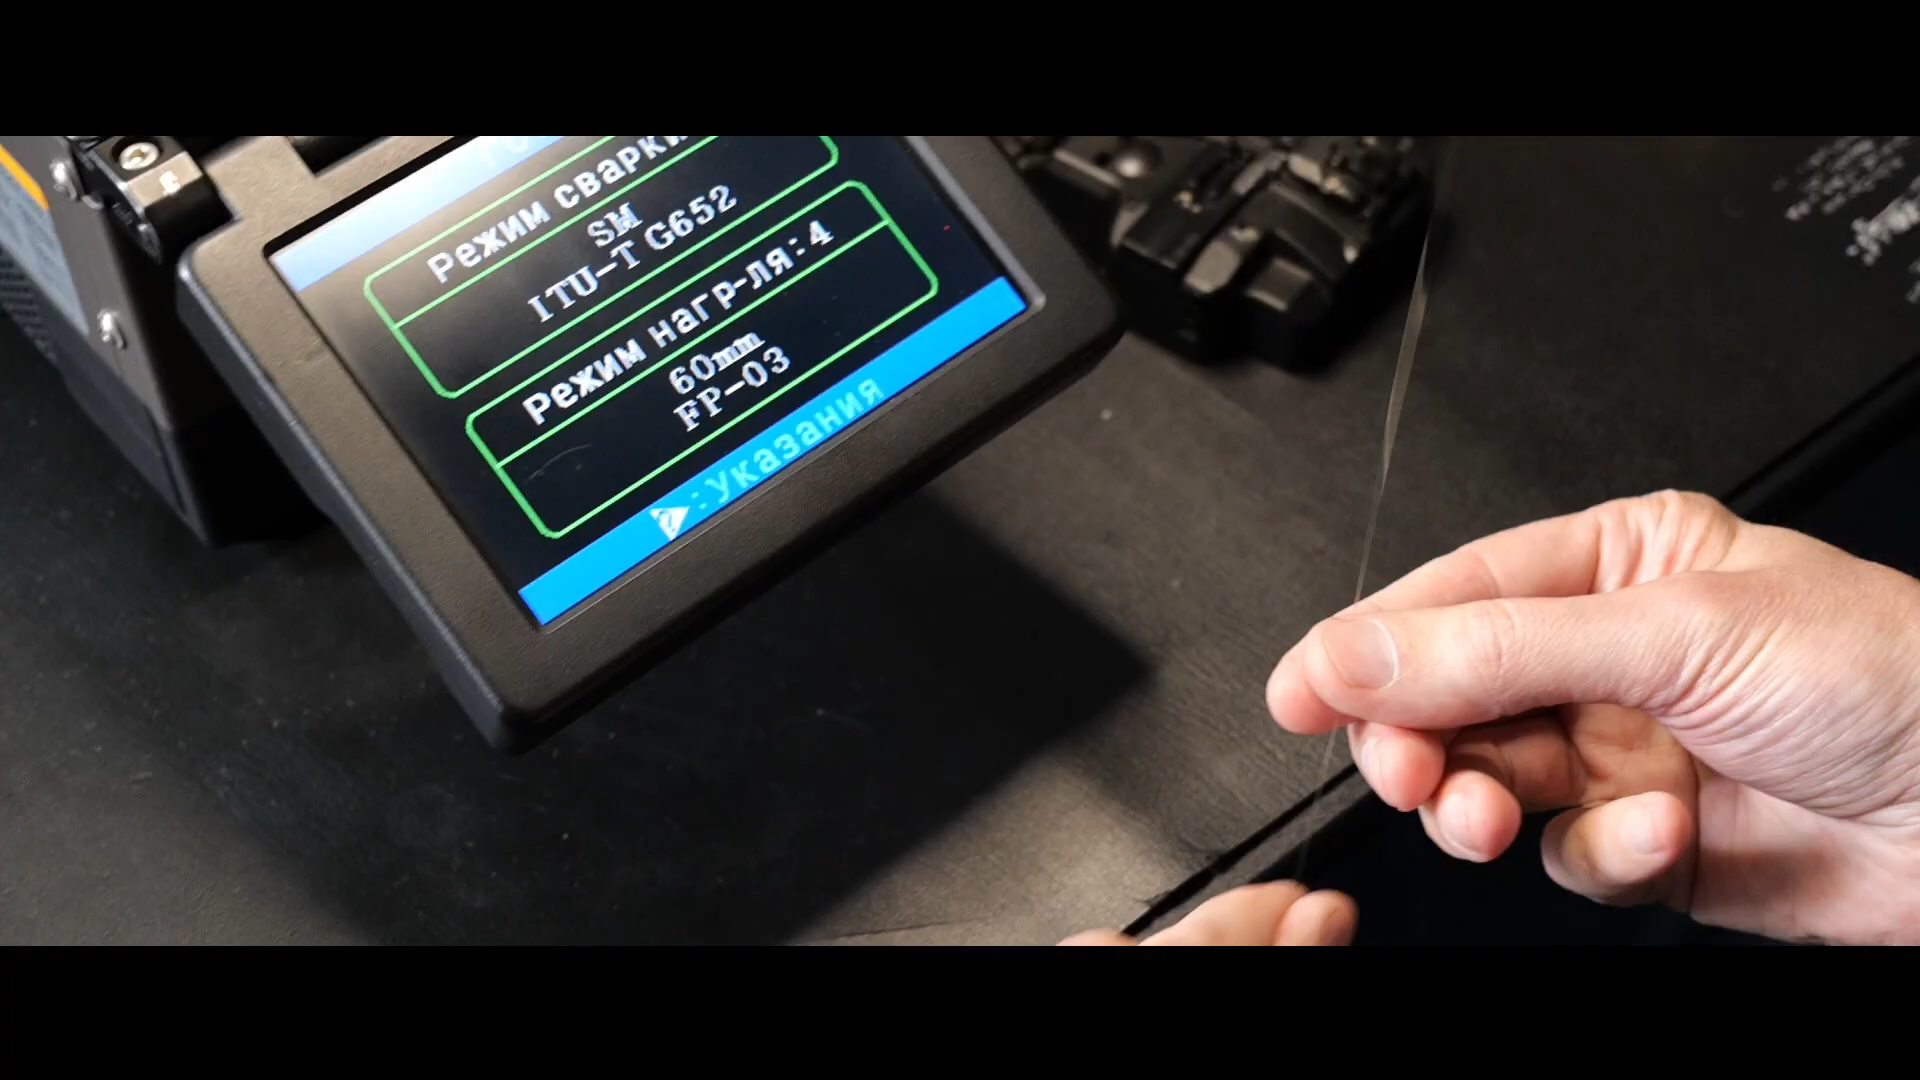 Режим сварки
SM
ITU-T G652
Режим нагр-ля:4
60mm
FP-03
?:Указания